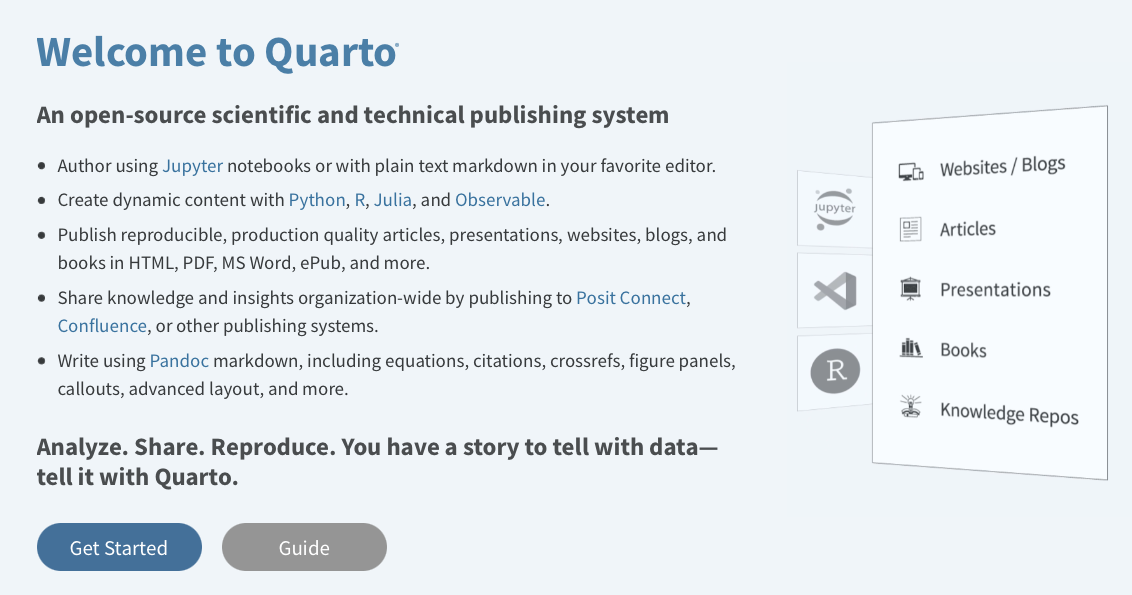 Welcome to Quarto
An open-source scientific and technical publishing system
• Author using Jupyter notebooks or with plain text markdown in your favorite editor.
• Create dynamic content with Python, R, Julia, and Observable.
• Publish reproducible, production quality articles, presentations, websites, blogs, and
books in HTML, PDF, MS Word, ePub, and more.
• Share knowledge and insights organization-wide by publishing to Posit Connect,
Confluence, or other publishing systems.
• Write using Pandoc markdown, including equations, citations, crossrefs, figure panels,
callouts, advanced layout, and more.
Analyze. Share. Reproduce. You have a story to tell with data—
tell it with Quarto.
Get Started
Guide
Jupyter
R
Websites / Blogs
Articles
Presentations
Books
Knowledge Repos